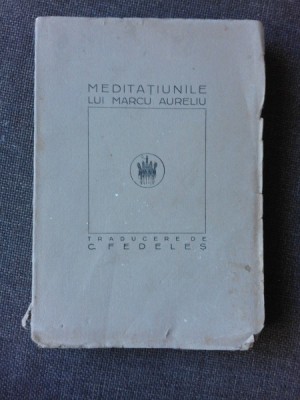 MEDITAȚIUNILE
LUI MARCU AURELIU
TRADUCERE DE
C. FEDELEȘ